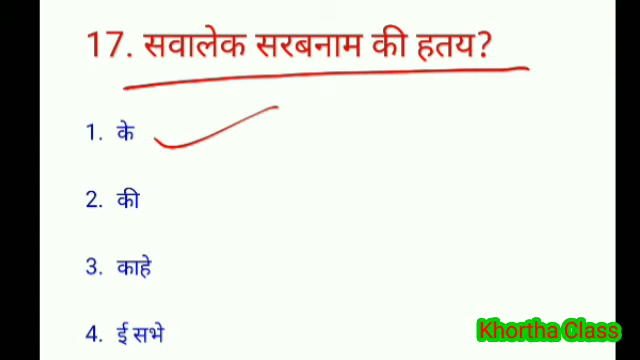 17. सवालेक सरबनाम की हतय?
1. के
2. की
3. काहे
4. ई सभे
Khortha Class